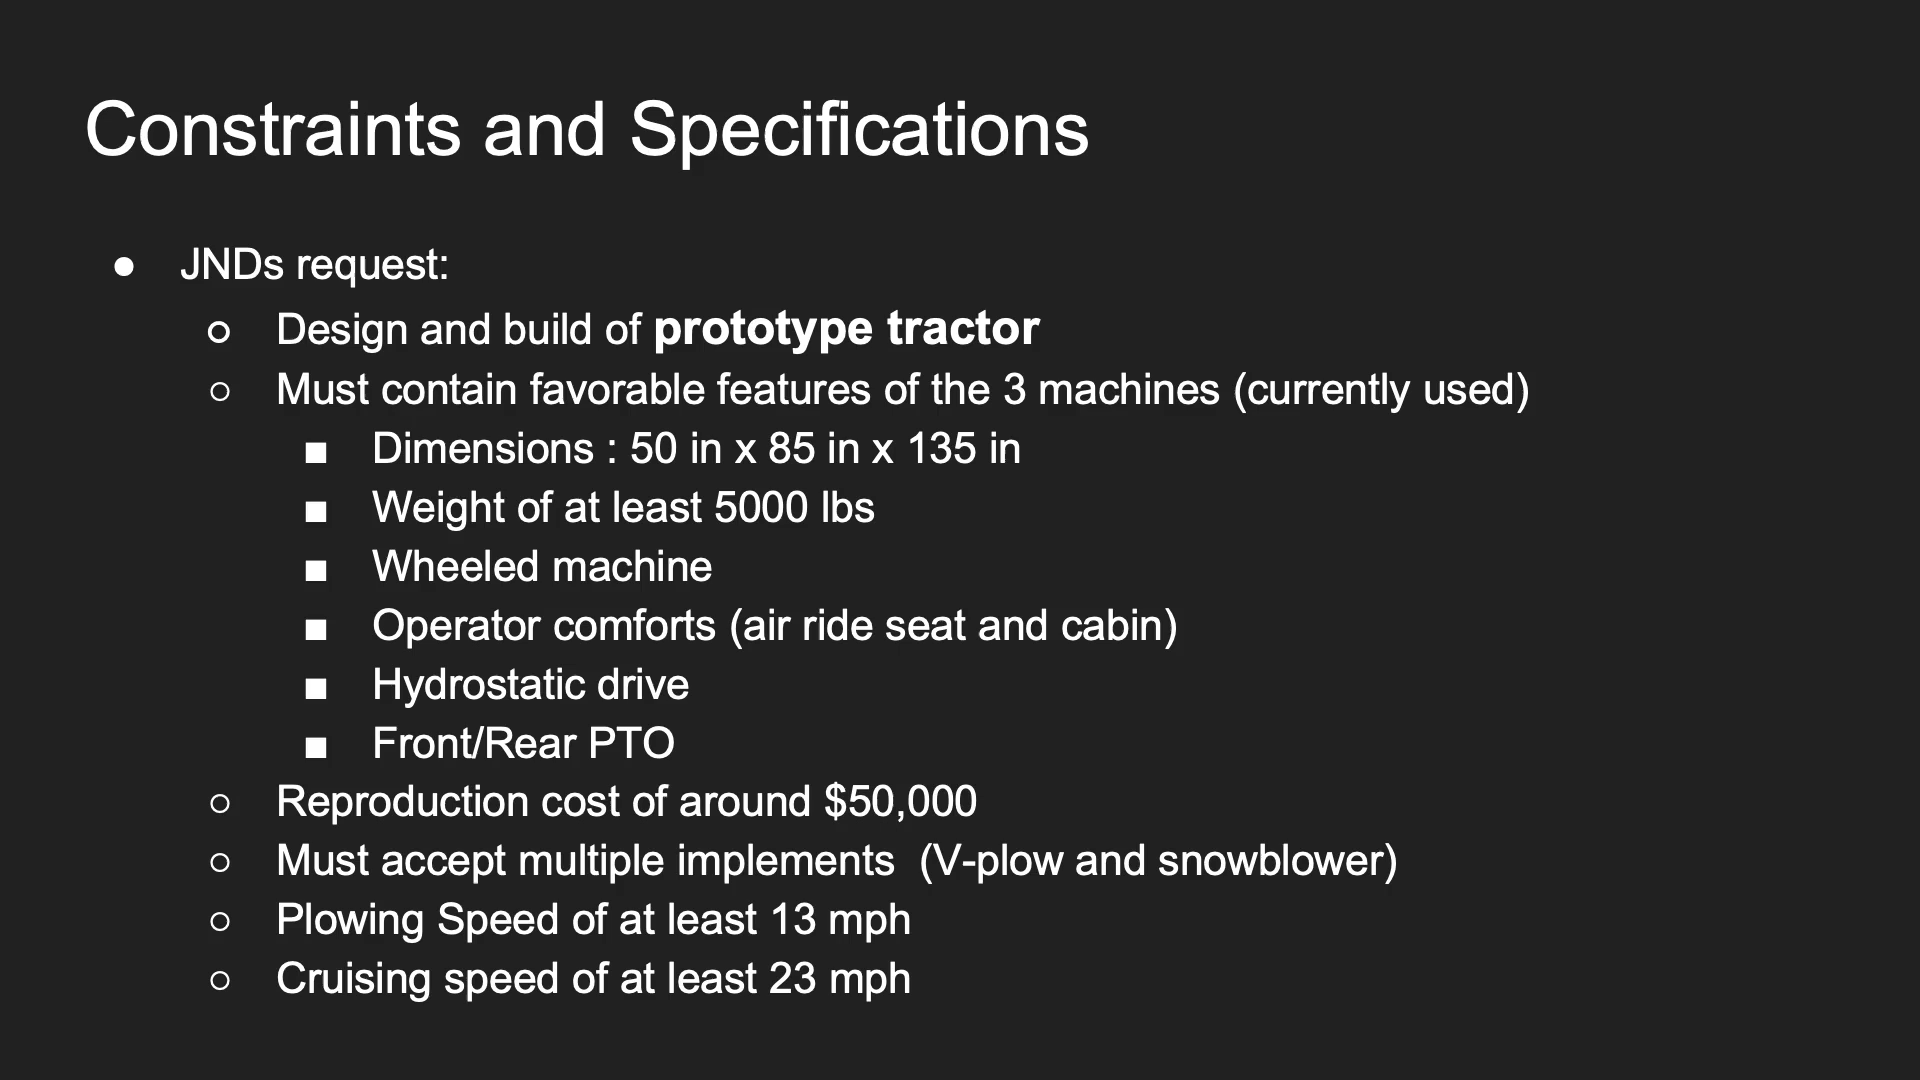 Constraints and Specifications
● JNDs request:
○ Design and build of prototype tractor
○ Must contain favorable features of the 3 machines (currently used)
■ Dimensions : 50 in x 85 in x 135 in
■ Weight of at least 5000 lbs
■ Wheeled machine
■ Operator comforts (air ride seat and cabin)
■ Hydrostatic drive
■ Front/Rear PTO
○ Reproduction cost of around $50,000
○ Must accept multiple implements  (V-plow and snowblower)
○ Plowing Speed of at least 13 mph
○ Cruising speed of at least 23 mph